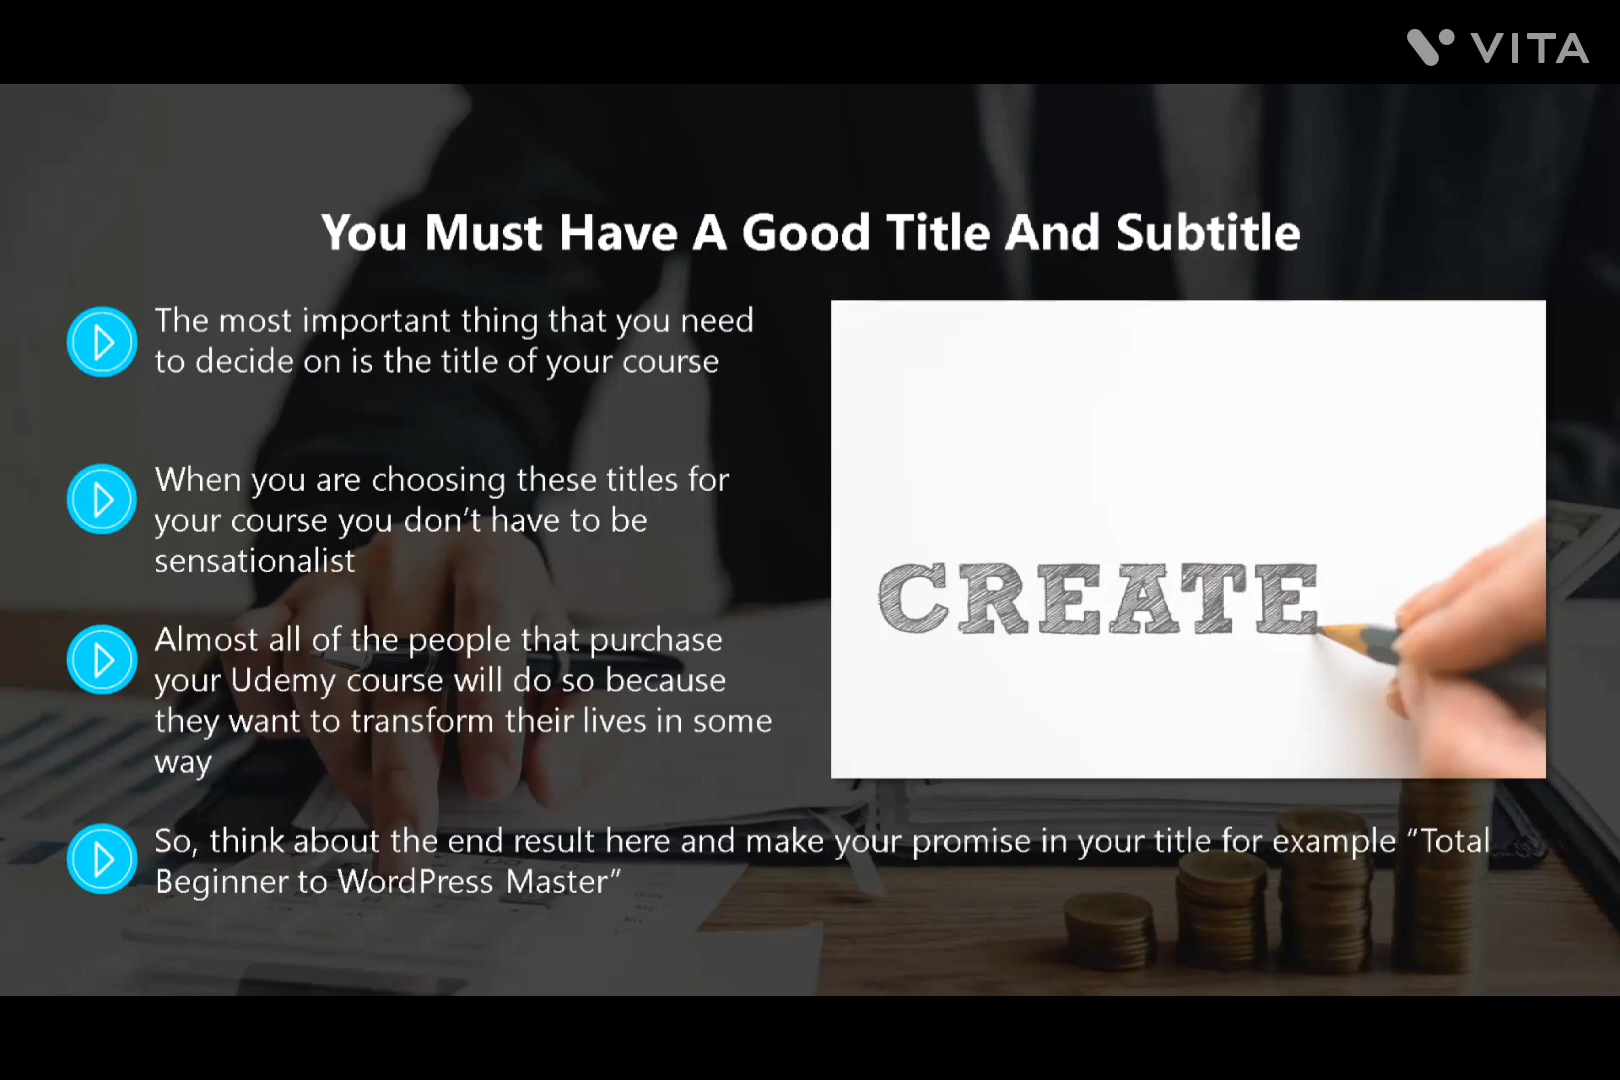 VITA
You Must Have A Good Title And Subtitle
The most important thing that you need
to decide on is the title of your course
When you are choosing these titles for
your course you don’t have to be
sensationalist
Almost all of the people that purchase
your Udemy course will do so because
they want to transform their lives in some
way
CREATE
So, think about the end result here and make your promise in your title for example “Total
Beginner to WordPress Master”